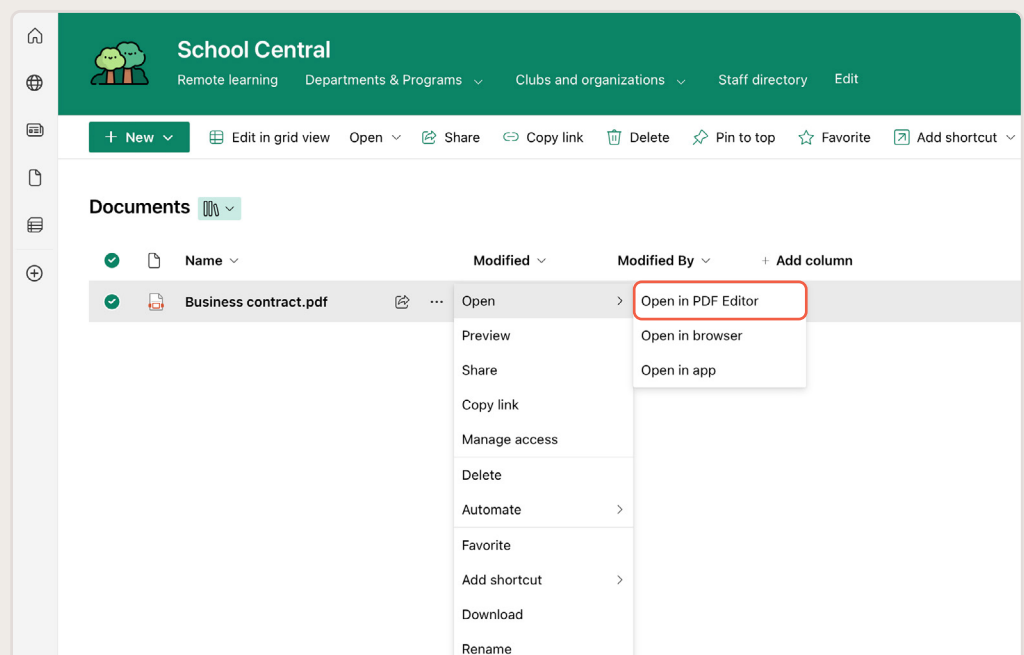 School Central
Remote learning Departments & Programs Clubs and organizations Staff directory Edit
+ New Edit in grid view Open Share Copy link Delete Pin to top Favorite Add shortcut
Documents
Name Modified Modified By + Add column
Business contract.pdf ... Open Open in PDF Editor
Preview Open in browser
Share Open in app
Copy link
Manage access
Delete
Automate
Favorite
Add shortcut
Download
Rename